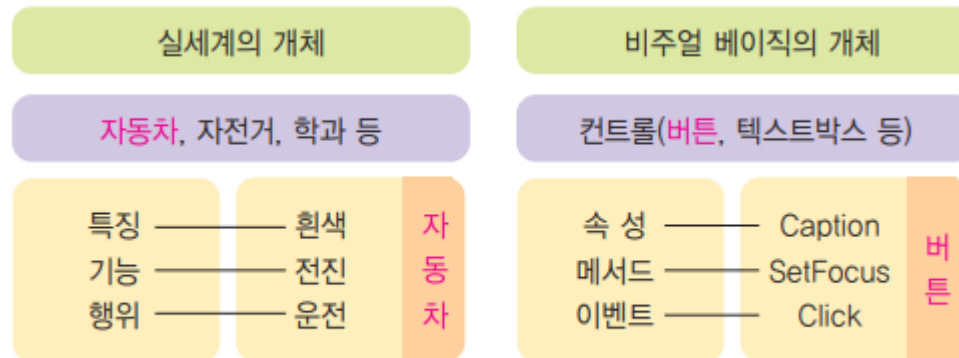 실세계의 개체
자동차, 자전거, 학과 등
특징 흰색
기능 전진
행위 운전
자동차
비주얼 베이직의 개체
컨트롤(버튼, 텍스트박스 등)
속 성 Caption
메서드 SetFocus
이벤트 Click
버튼